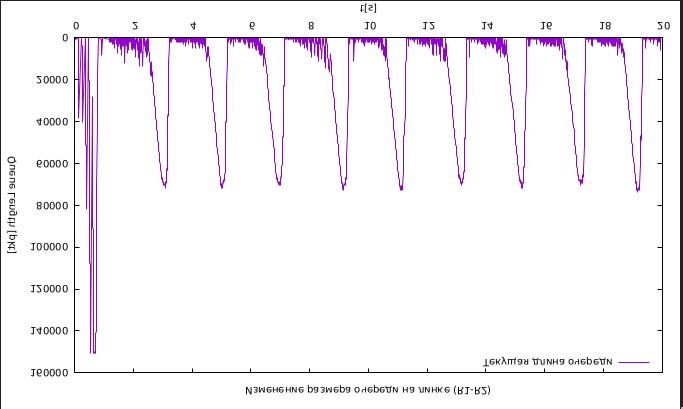 Изменение размера очереди на линке (R1-R2)
160000
Текущая длина очереди
140000
120000
100000
Queue Length [pkt]
80000
60000
40000
20000
0
0 2 4 6 8 10 12 14 16 18 20
t[s]